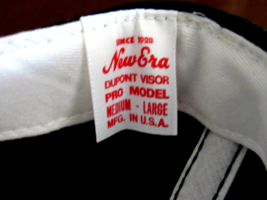 SINCE 1920
New Era
DUPONT VISOR
PRO MODEL
MEDIUM - LARGE
MFG. IN U.S.A.